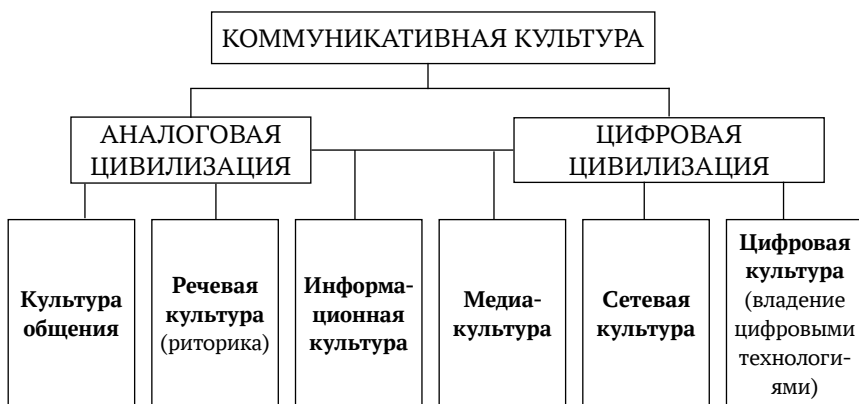 КОММУНИКАТИВНАЯ КУЛЬТУРА
АНАЛОГОВАЯ
ЦИВИЛИЗАЦИЯ
ЦИФРОВАЯ
ЦИВИЛИЗАЦИЯ
Культура
общения
Речевая
культура
(риторика)
Информа-
ционная
культура
Медиа-
культура
Сетевая
культура
Цифровая
культура
(владение
цифровыми
технологи-
ями)